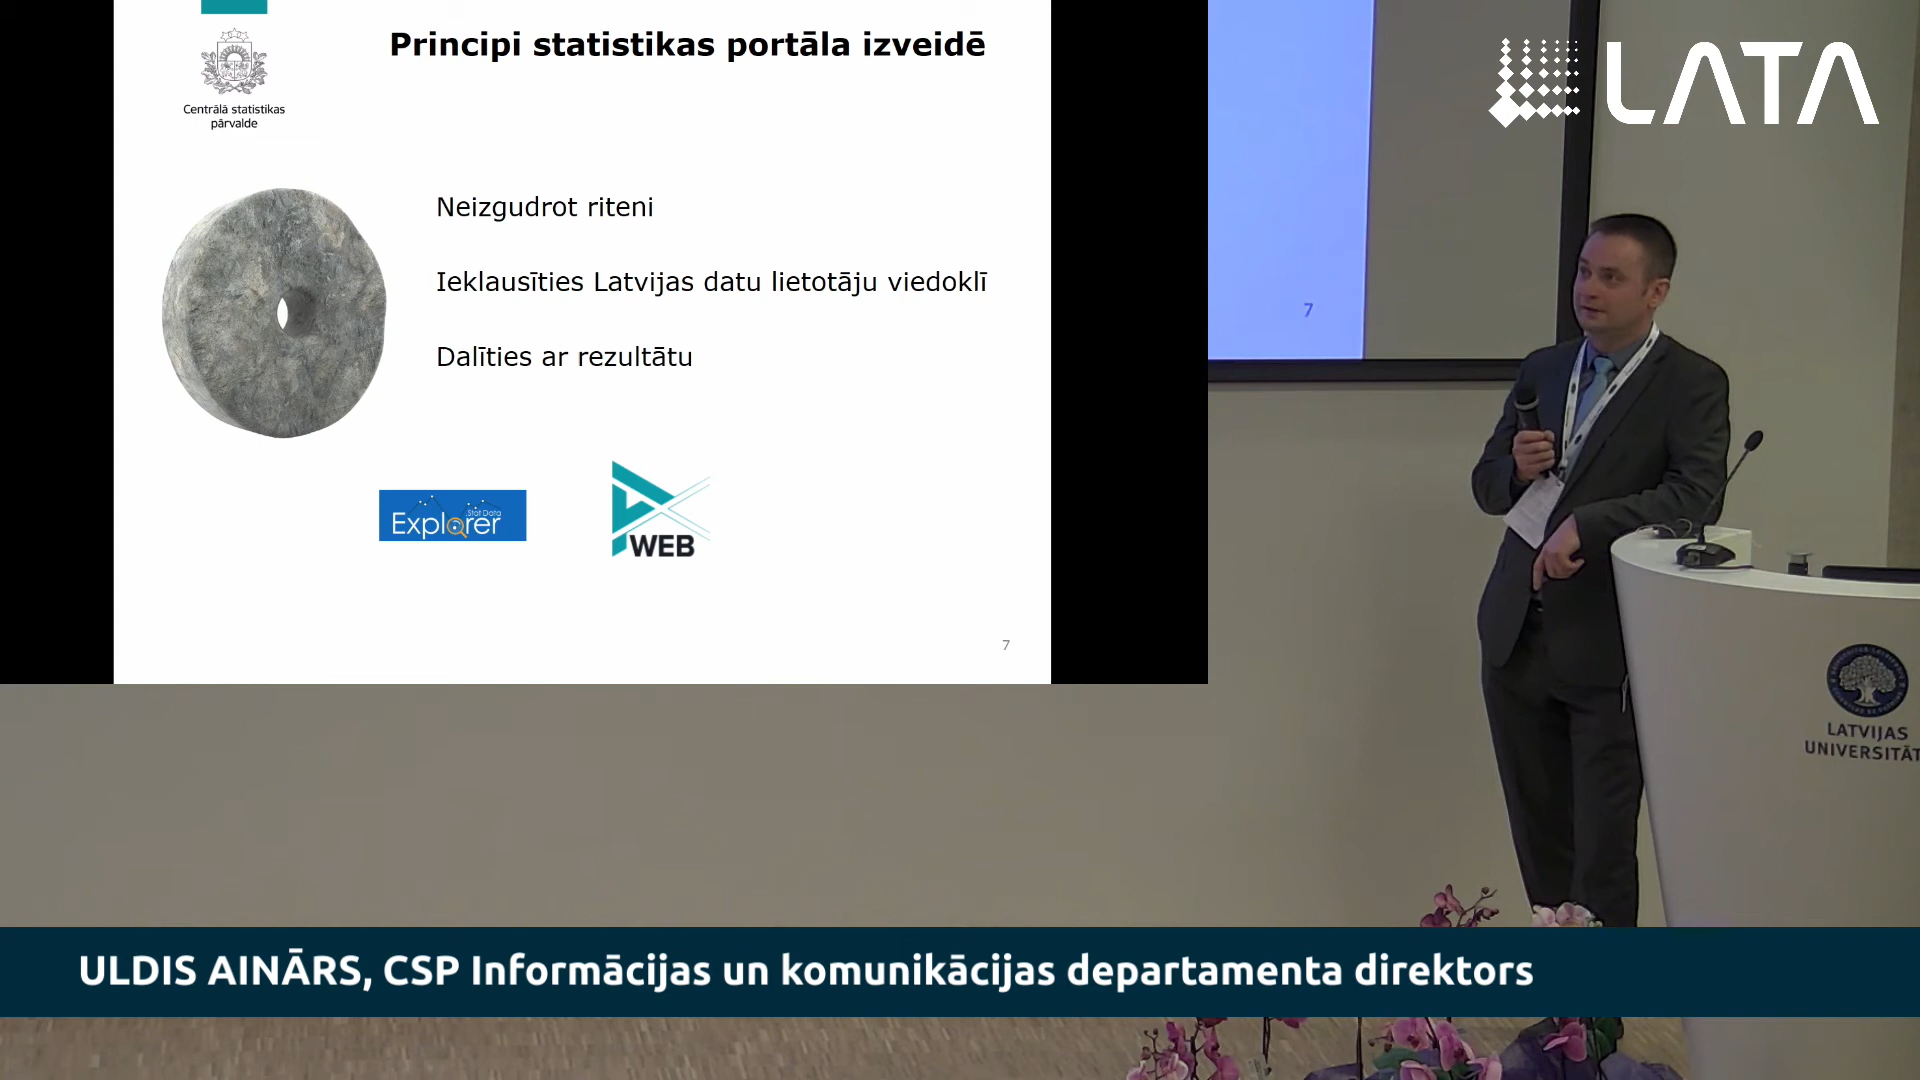 Principi statistikas portāla izveidē
Centrālā statistikas
pārvalde
Neizgudrot riteni
Ieklausīties Latvijas datu lietotāju viedoklī
Dalīties ar rezultātu
.Stat Data
Explorer
WEB
7
7
LATA
LATVIJAS
UNIVERSITĀT
ULDIS AINĀRS, CSP Informācijas un komunikācijas departamenta direktors